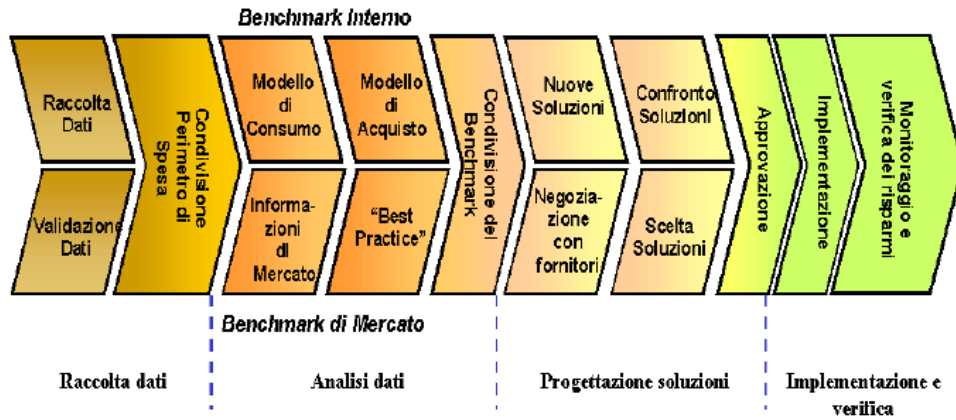 Benchmark Interno
Raccolta
Dati
Validazione
Dati
Condivisione
Perimetro di
Spesa
Modello
di
Consumo
Modello
di
Acquisto
Informa-
zioni di
Mercato
“Best
Practice”
Condivisione del
Benchmark
Nuove
Soluzioni
Confronto
Soluzioni
Negoziazione
con
fornitori
Scelta
Soluzioni
Approvazione
Implementazione
Monitoraggio e
verifica dei risparmi
Benchmark di Mercato
Raccolta dati
Analisi dati
Progettazione soluzioni
Implementazione e
verifica